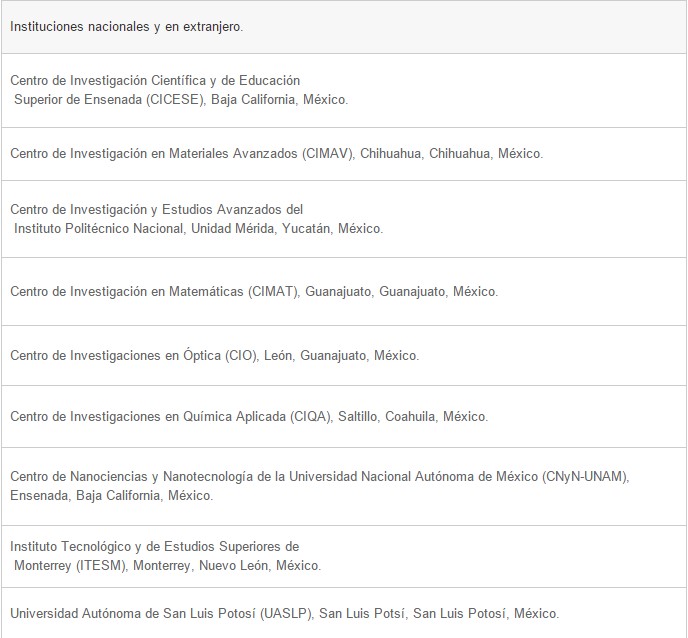 Instituciones nacionales y en extranjero.
Centro de Investigación Científica y de Educación
Superior de Ensenada (CICESE), Baja California, México.
Centro de Investigación en Materiales Avanzados (CIMAV), Chihuahua, Chihuahua, México.
Centro de Investigación y Estudios Avanzados del
Instituto Politécnico Nacional, Unidad Mérida, Yucatán, México.
Centro de Investigación en Matemáticas (CIMAT), Guanajuato, Guanajuato, México.
Centro de Investigaciones en Óptica (CIO), León, Guanajuato, México.
Centro de Investigaciones en Química Aplicada (CIQA), Saltillo, Coahuila, México.
Centro de Nanociencias y Nanotecnología de la Universidad Nacional Autónoma de México (CNyN-UNAM),
Ensenada, Baja California, México.
Instituto Tecnológico y de Estudios Superiores de
Monterrey (ITESM), Monterrey, Nuevo León, México.
Universidad Autónoma de San Luis Potosí (UASLP), San Luis Potsí, San Luis Potosí, México.